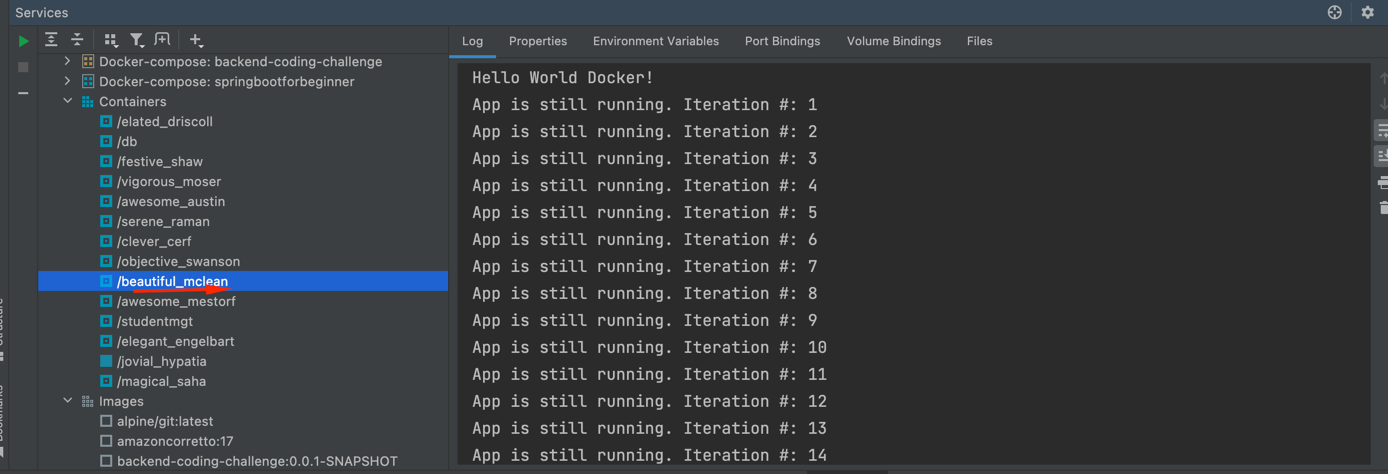 Services
Log Properties Environment Variables Port Bindings Volume Bindings Files
Docker-compose: backend-coding-challenge
Docker-compose: springbootforbeginner
Containers
/elated_driscoll
/db
/festive_shaw
/vigorous_moser
/awesome_austin
/serene_raman
/clever_cerf
/objective_swanson
/beautiful_mclean
/awesome_mestorf
/studentmgt
/elegant_engelbart
/jovial_hypatia
/magical_saha
Images
alpine/git:latest
amazoncorretto:17
backend-coding-challenge:0.0.1-SNAPSHOT
Hello World Docker!
App is still running. Iteration #: 1
App is still running. Iteration #: 2
App is still running. Iteration #: 3
App is still running. Iteration #: 4
App is still running. Iteration #: 5
App is still running. Iteration #: 6
App is still running. Iteration #: 7
App is still running. Iteration #: 8
App is still running. Iteration #: 9
App is still running. Iteration #: 10
App is still running. Iteration #: 11
App is still running. Iteration #: 12
App is still running. Iteration #: 13
App is still running. Iteration #: 14